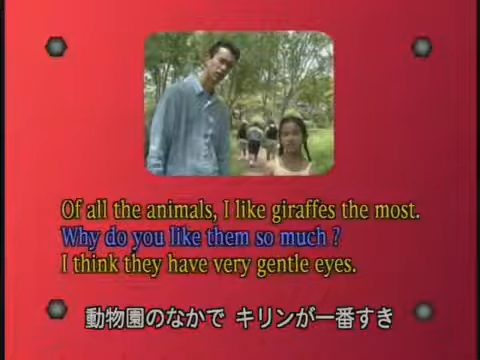 Of all the animals, I like giraffes the most.
Why do you like them so much ?
I think they have very gentle eyes.
動物園のなかで キリンが一番すき